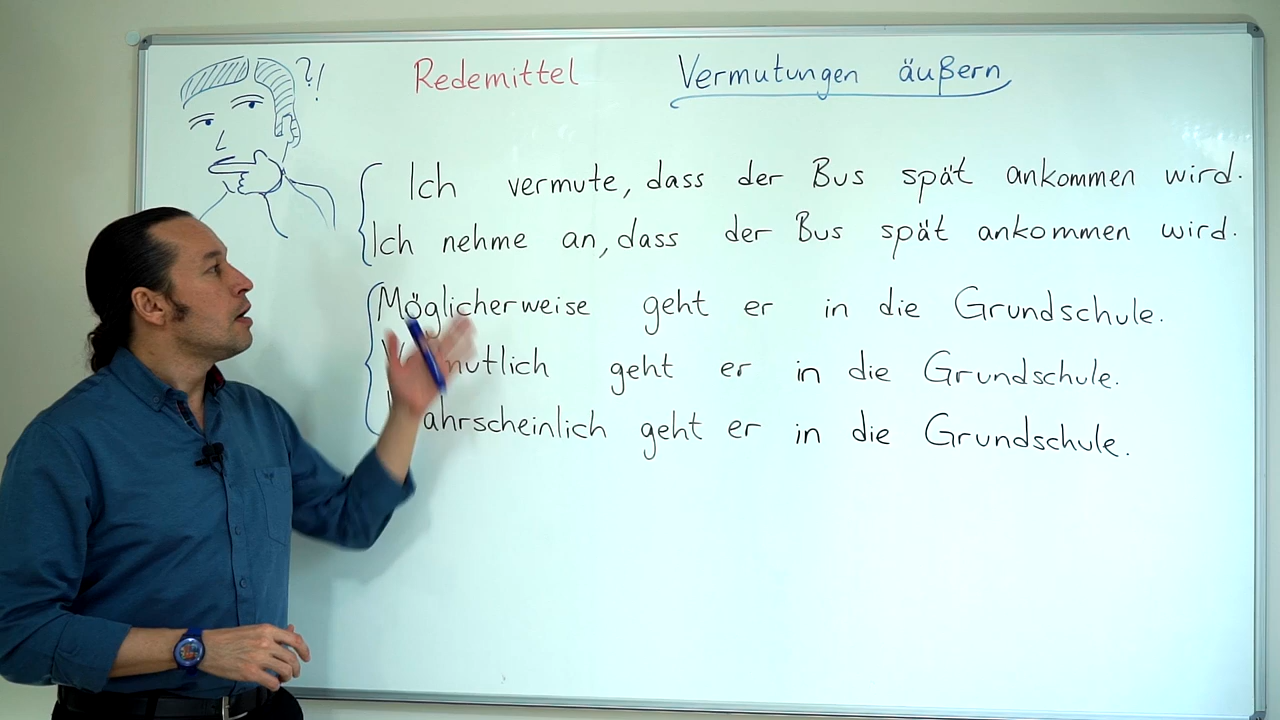 ?!
Redemittel Vermutungen äußern
Ich vermute, dass der Bus spät ankommen wird.
Ich nehme an, dass der Bus spät ankommen wird.
Möglicherweise geht er in die Grundschule.
geht er in die Grundschule.
Wahrscheinlich geht er in die Grundschule.